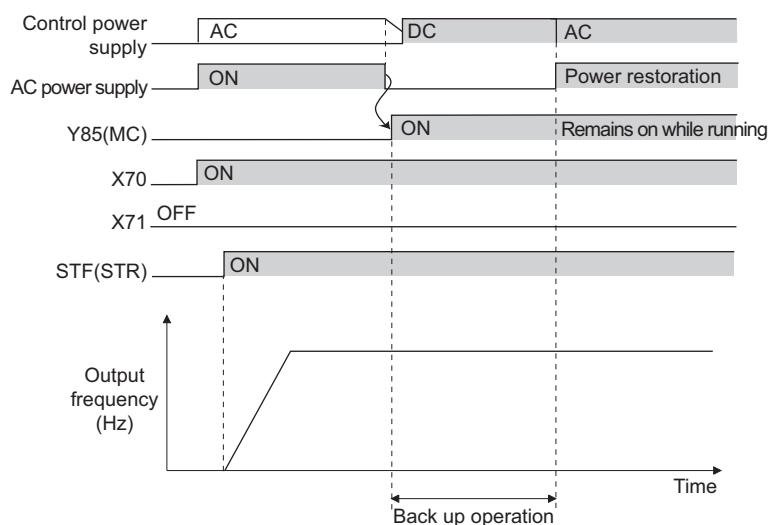 Control power
supply
AC
DC
AC
AC power supply
ON
Power restoration
Y85(MC)
ON
Remains on while running
X70
ON
X71
OFF
STF(STR)
ON
Output
frequency
(Hz)
Time
Back up operation